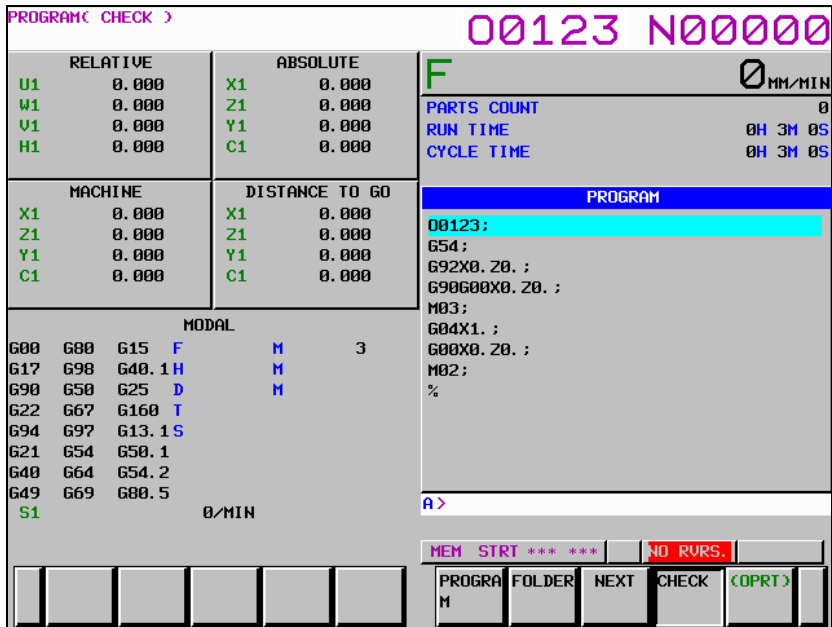 PROGRAM( CHECK )
O0123 N00000
RELATIVE
U1 0.000
W1 0.000
V1 0.000
H1 0.000
ABSOLUTE
X1 0.000
Z1 0.000
Y1 0.000
C1 0.000
F 0 MM/MIN
PARTS COUNT 0
RUN TIME 0H 3M 0S
CYCLE TIME 0H 3M 0S
MACHINE
X1 0.000
Z1 0.000
Y1 0.000
C1 0.000
DISTANCE TO GO
X1 0.000
Z1 0.000
Y1 0.000
C1 0.000
PROGRAM
O0123;
G54;
G92X0.Z0.;
G90G00X0.Z0.;
M03;
G04X1.;
G00X0.Z0.;
M02;
%
MODAL
G00 G80 G15 F M 3
G17 G98 G40.1 H M
G90 G50 G25 D M
G22 G67 G160 T
G94 G97 G13.1 S
G21 G54 G50.1
G40 G64 G54.2
G49 G69 G80.5
S1 0/MIN
A>
MEM STRT *** *** NO RVRS.
PROGRA FOLDER NEXT CHECK (OPRT)
M